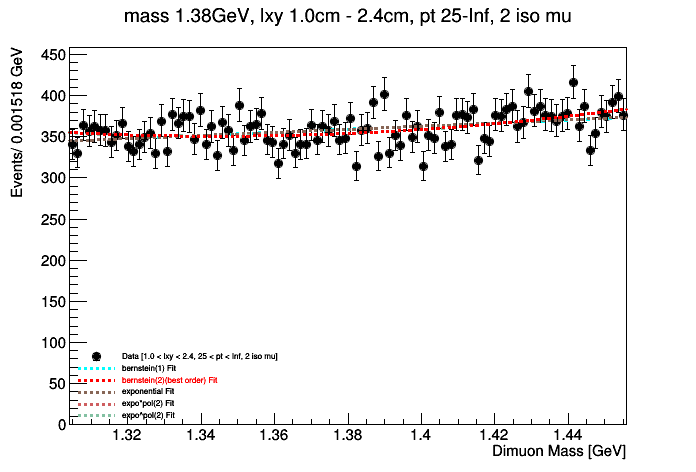 mass 1.38GeV, lxy 1.0cm - 2.4cm, pt 25-Inf, 2 iso mu
Events/ 0.001518 GeV
450
400
350
300
250
200
150
100
50
0
Data [1.0 < lxy < 2.4, 25 < pt < Inf, 2 iso mu]
bernstein(1) Fit
bernstein(2)(best order) Fit
exponential Fit
expo*pol(2) Fit
expo^pol(2) Fit
1.32 1.34 1.36 1.38 1.4 1.42 1.44
Dimuon Mass [GeV]